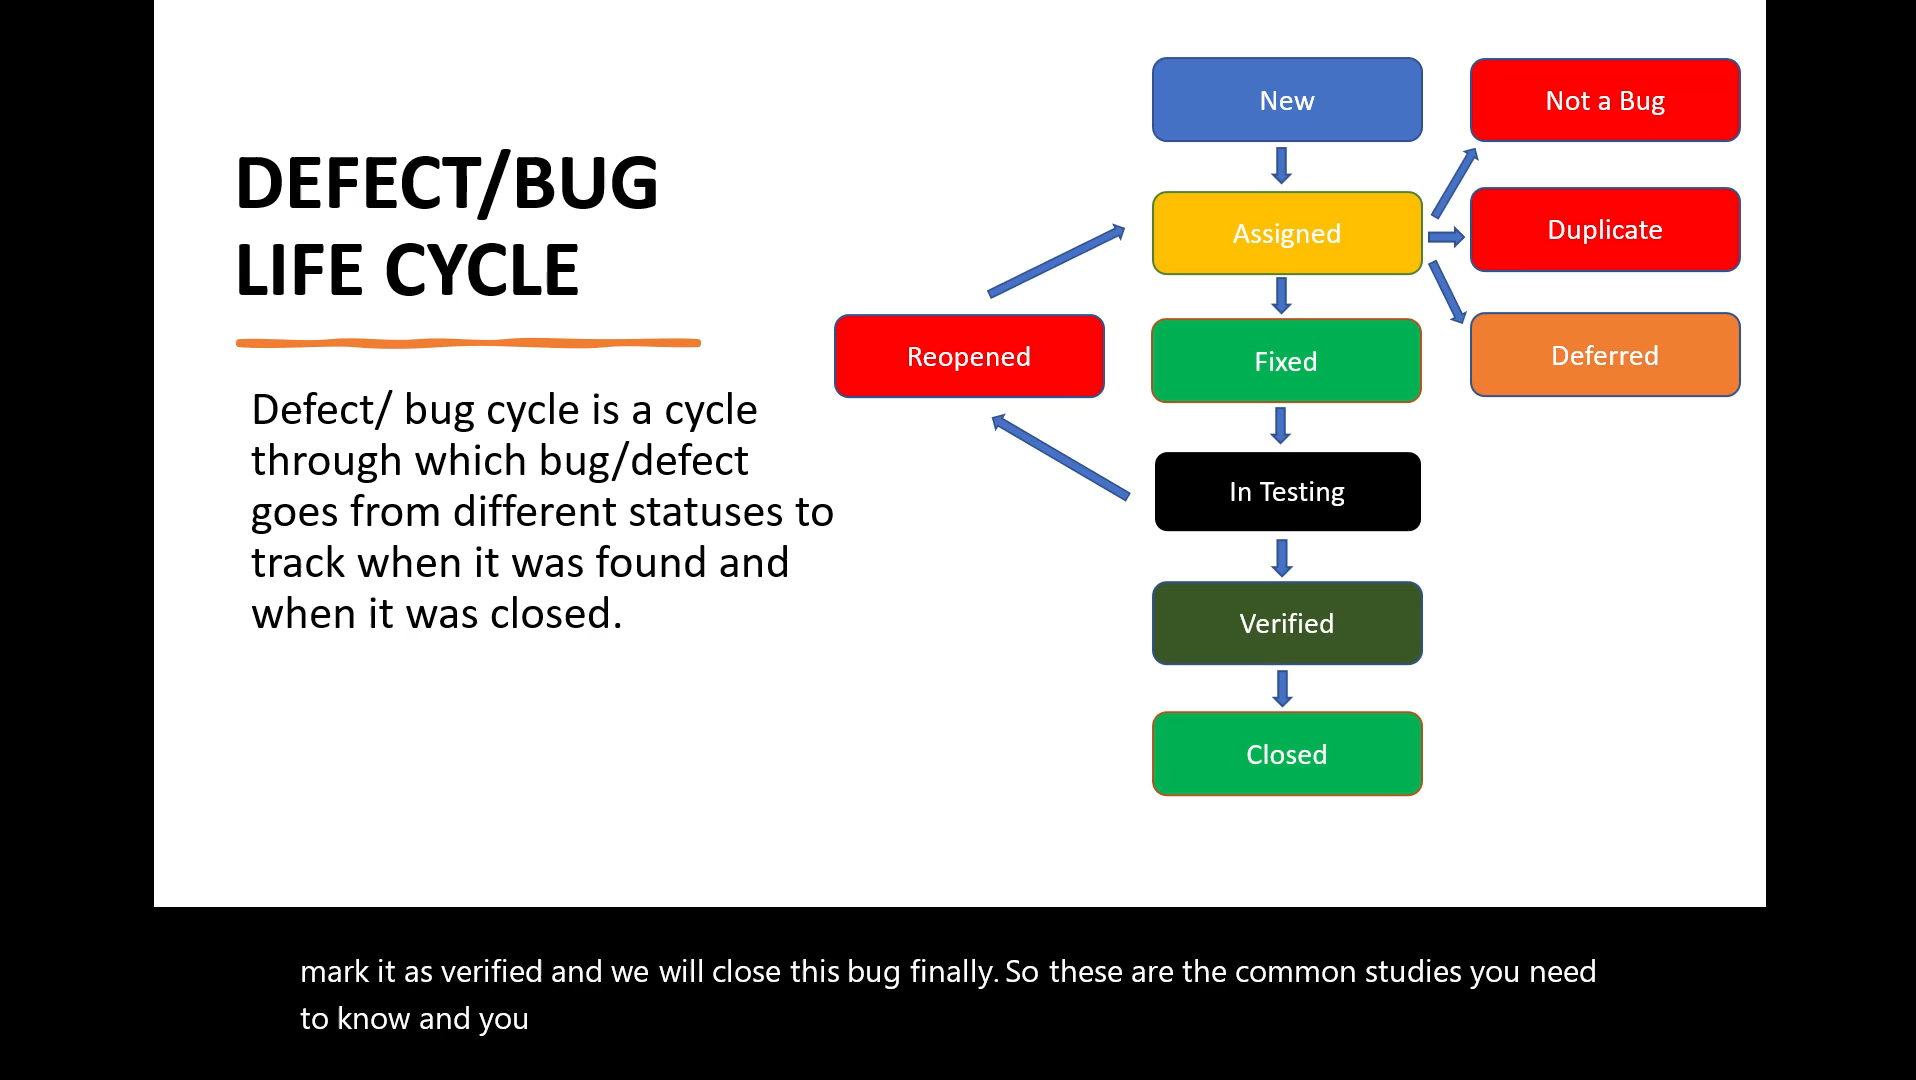 DEFECT/BUG
LIFE CYCLE
Defect/ bug cycle is a cycle
through which bug/defect
goes from different statuses to
track when it was found and
when it was closed.
New
Not a Bug
Assigned
Duplicate
Reopened
Fixed
Deferred
In Testing
Verified
Closed
mark it as verified and we will close this bug finally. So these are the common studies you need
to know and you